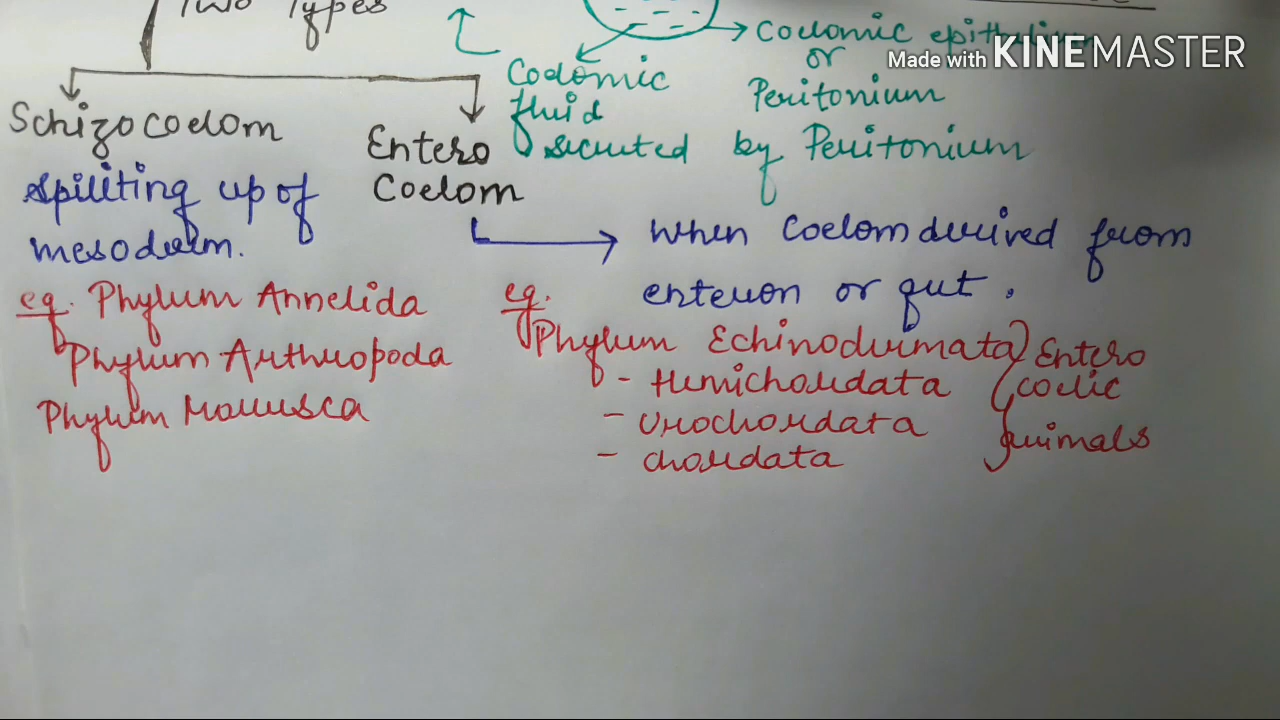 Two Types
Coelomic epithelium
or
Peritonium
Made with KINEMASTER
Coelomic
fluid
secreted by Peritonium
Schizocoelom
spiliting up of
mesoderm.
eg. Phylum Annelida
Phylum Arthropoda
Phylum Mollusca
Entero
Coelom
When Coelom derived from
enteron or gut.
eg.
Phylum Echinodermata
- Hemichordata
- Urochordata
- chordata
Entero
coelic
animals